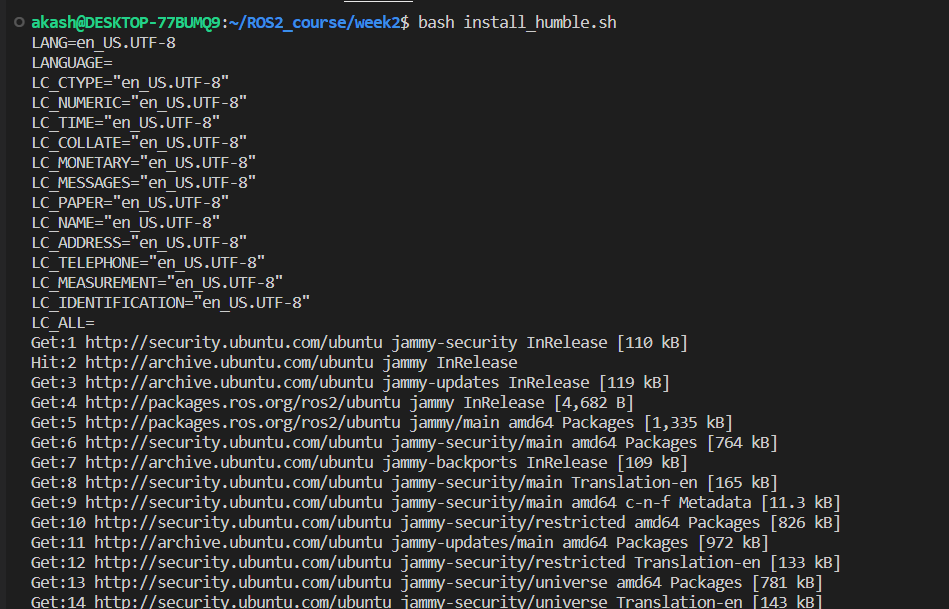 akash@DESKTOP-77BUMQ9:~/ROS2_course/week2$ bash install_humble.sh
LANG=en_US.UTF-8
LANGUAGE=
LC_CTYPE="en_US.UTF-8"
LC_NUMERIC="en_US.UTF-8"
LC_TIME="en_US.UTF-8"
LC_COLLATE="en_US.UTF-8"
LC_MONETARY="en_US.UTF-8"
LC_MESSAGES="en_US.UTF-8"
LC_PAPER="en_US.UTF-8"
LC_NAME="en_US.UTF-8"
LC_ADDRESS="en_US.UTF-8"
LC_TELEPHONE="en_US.UTF-8"
LC_MEASUREMENT="en_US.UTF-8"
LC_IDENTIFICATION="en_US.UTF-8"
LC_ALL=
Get:1 http://security.ubuntu.com/ubuntu jammy-security InRelease [110 kB]
Hit:2 http://archive.ubuntu.com/ubuntu jammy InRelease
Get:3 http://archive.ubuntu.com/ubuntu jammy-updates InRelease [119 kB]
Get:4 http://packages.ros.org/ros2/ubuntu jammy InRelease [4,682 B]
Get:5 http://packages.ros.org/ros2/ubuntu jammy/main amd64 Packages [1,335 kB]
Get:6 http://security.ubuntu.com/ubuntu jammy-security/main amd64 Packages [764 kB]
Get:7 http://archive.ubuntu.com/ubuntu jammy-backports InRelease [109 kB]
Get:8 http://security.ubuntu.com/ubuntu jammy-security/main Translation-en [165 kB]
Get:9 http://security.ubuntu.com/ubuntu jammy-security/main amd64 c-n-f Metadata [11.3 kB]
Get:10 http://security.ubuntu.com/ubuntu jammy-security/restricted amd64 Packages [826 kB]
Get:11 http://archive.ubuntu.com/ubuntu jammy-updates/main amd64 Packages [972 kB]
Get:12 http://security.ubuntu.com/ubuntu jammy-security/restricted Translation-en [133 kB]
Get:13 http://security.ubuntu.com/ubuntu jammy-security/universe amd64 Packages [781 kB]
Get:14 http://security.ubuntu.com/ubuntu jammy-security/universe Translation-en [143 kB]